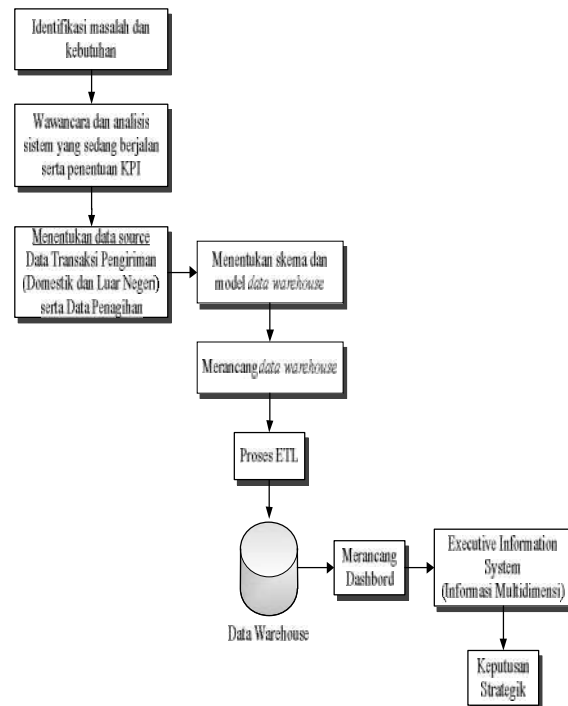 Identifikasi masalah dan
kebutuhan
Wawancara dan analisis
sistem yang sedang berjalan
serta penentuan KPI
Menentukan data source
Data Transaksi Pengiriman
(Domestik dan Luar Negeri)
serta Data Penagihan
Menentukan skema dan
model data warehouse
Merancang data warehouse
Proses ETL
Data Warehouse
Merancang
Dashbord
Executive Information
System
(Informasi Multidimensi)
Keputusan
Strategik